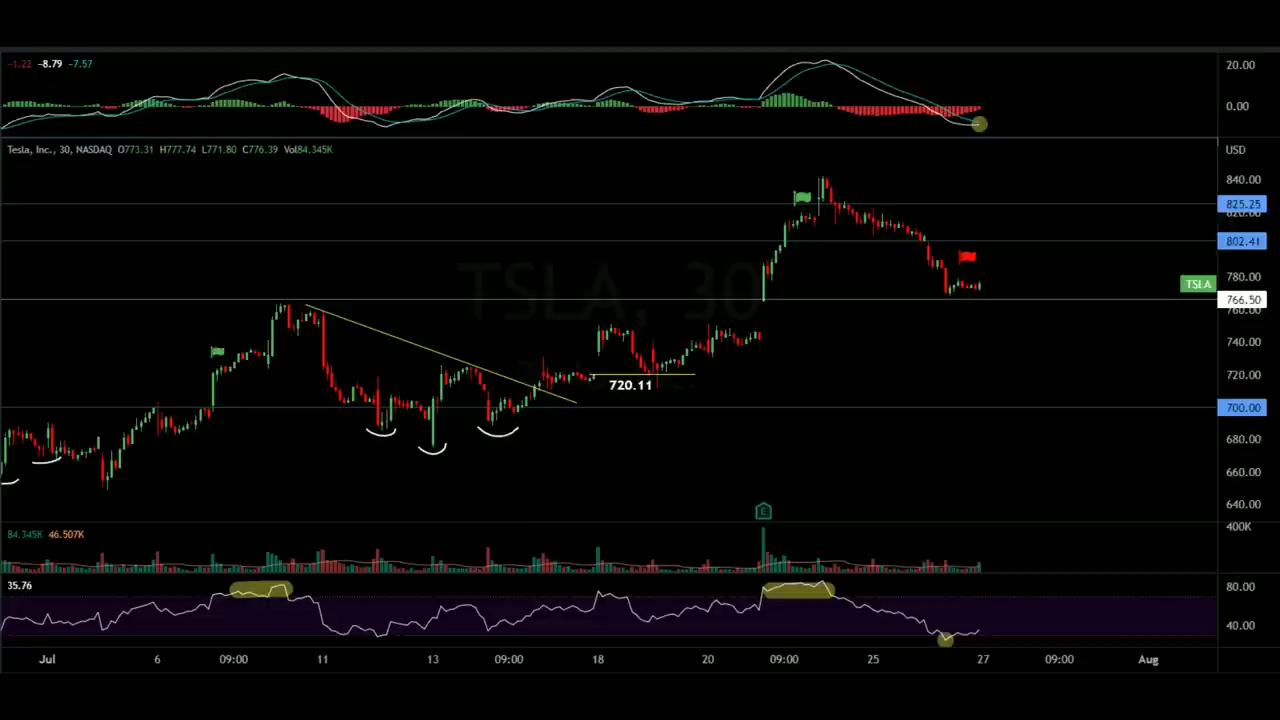 -1.22 -8.79 -7.57
20.00
0.00
Tesla, Inc., 30, NASDAQ O773.31 H777.74 L771.80 C776.39 Vol84.345K
USD
840.00
825.25
820.00
802.41
780.00
TSLA
TSLA, 30
766.50
760.00
740.00
720.00
720.11
700.00
680.00
660.00
640.00
E
84.345K 46.507K
400K
35.76
80.00
40.00
Jul 6 09:00 11 13 09:00 18 20 09:00 25 27 09:00 Aug